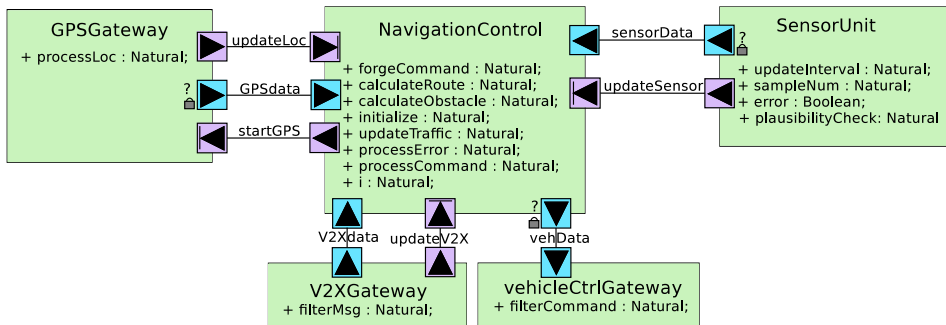 GPSGateway
+ processLoc : Natural;
updateLoc
?
GPSdata
startGPS
NavigationControl
+ forgeCommand : Natural;
+ calculateRoute : Natural;
+ calculateObstacle : Natural;
+ initialize : Natural;
+ updateTraffic : Natural;
+ processError : Natural;
+ processCommand : Natural;
+ i : Natural;
sensorData
?
updateSensor
SensorUnit
+ updateInterval : Natural;
+ sampleNum : Natural;
+ error : Boolean;
+ plausibilityCheck: Natural
V2Xdata
updateV2X
?
vehData
V2XGateway
+ filterMsg : Natural;
vehicleCtrlGateway
+ filterCommand : Natural;